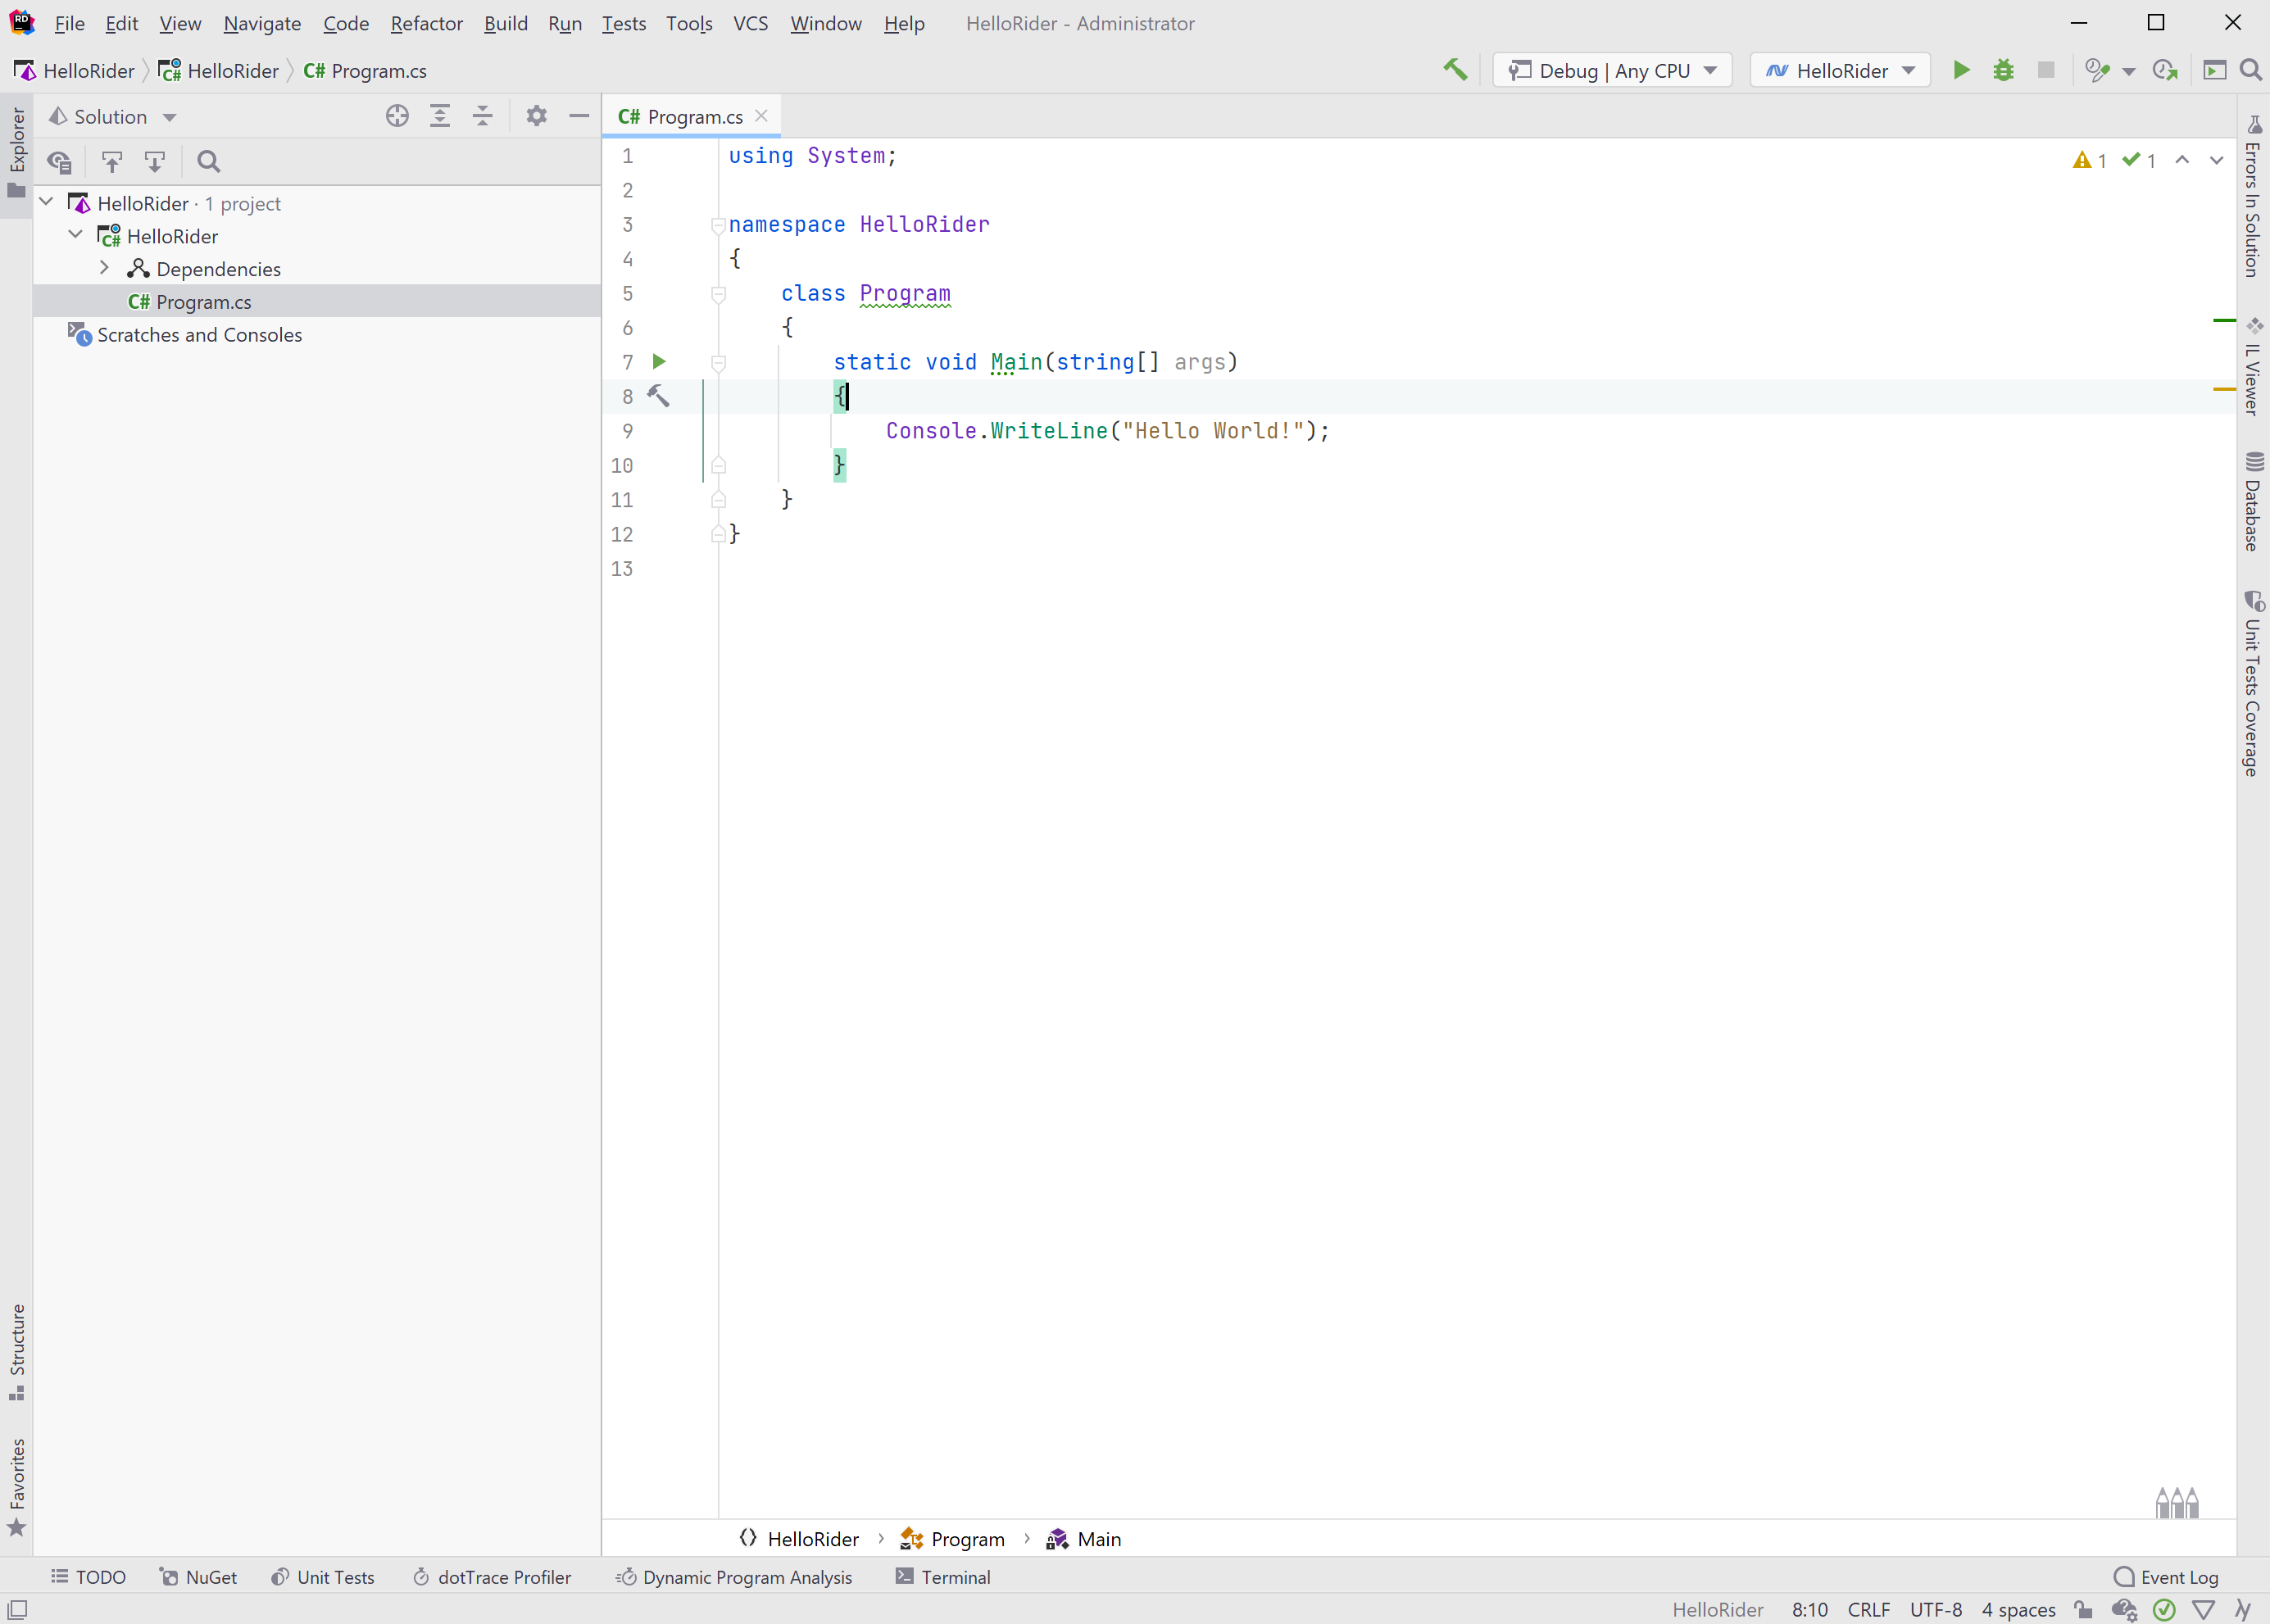 RD File Edit View Navigate Code Refactor Build Run Tests Tools VCS Window Help HelloRider - Administrator
HelloRider C# HelloRider C# Program.cs Debug | Any CPU HelloRider
Explorer
Solution
HelloRider · 1 project
C# HelloRider
Dependencies
C# Program.cs
Scratches and Consoles
Structure
Favorites
C# Program.cs
1 using System;
2
3 namespace HelloRider
4 {
5 class Program
6 {
7 static void Main(string[] args)
8 {
9 Console.WriteLine("Hello World!");
10 }
11 }
12 }
13
1 1
Errors In Solution
IL Viewer
Database
Unit Tests Coverage
HelloRider › Program › Main
TODO NuGet Unit Tests dotTrace Profiler Dynamic Program Analysis Terminal Event Log
HelloRider 8:10 CRLF UTF-8 4 spaces